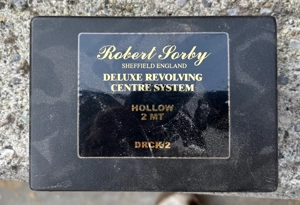 Robert Sorby
SHEFFIELD ENGLAND
DELUXE REVOLVING
CENTRE SYSTEM
HOLLOW
2 MT
DRCK/2